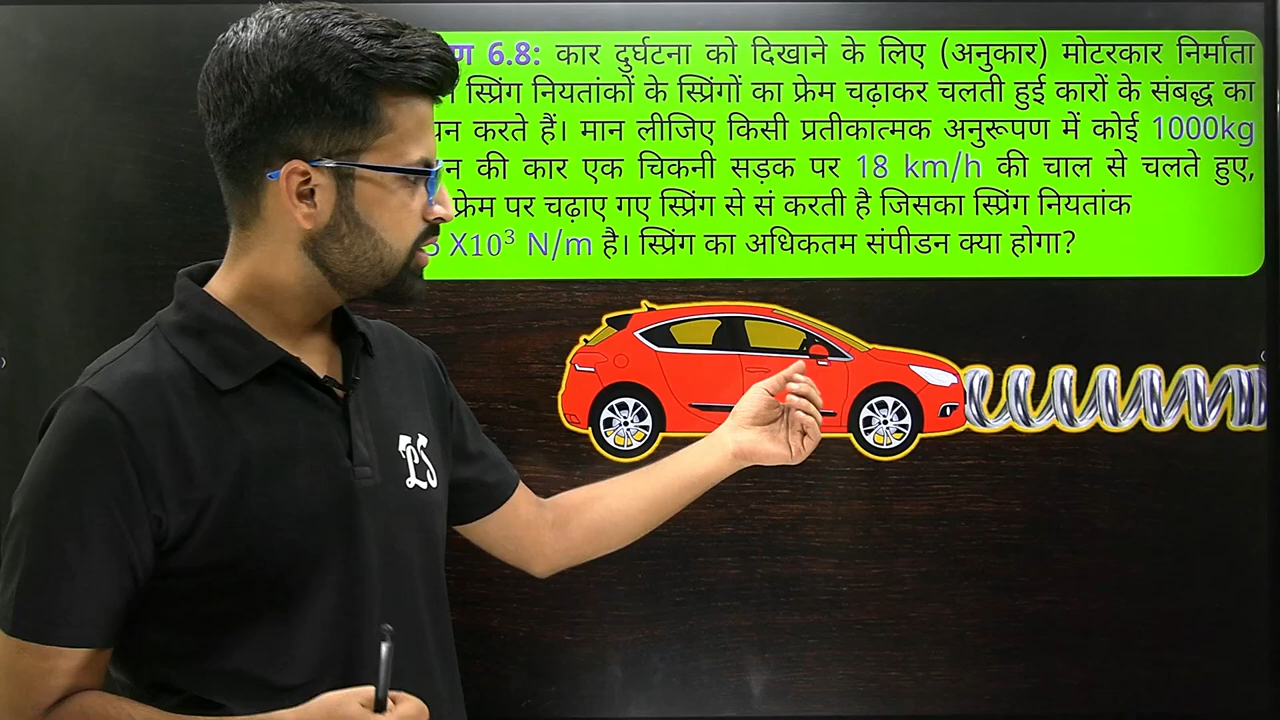 6.8: कार दुर्घटना को दिखाने के लिए (अनुकार) मोटरकार निर्माता
स्प्रिंग नियतांकों के स्प्रिंगों का फ्रेम चढ़ाकर चलती हुई कारों के संबद्ध का
करते हैं। मान लीजिए किसी प्रतीकात्मक अनुरूपण में कोई 1000kg
की कार एक चिकनी सड़क पर 18 km/h की चाल से चलते हुए,
फ्रेम पर चढ़ाए गए स्प्रिंग से सं करती है जिसका स्प्रिंग नियतांक
X10³ N/m है। स्प्रिंग का अधिकतम संपीडन क्या होगा?
PS